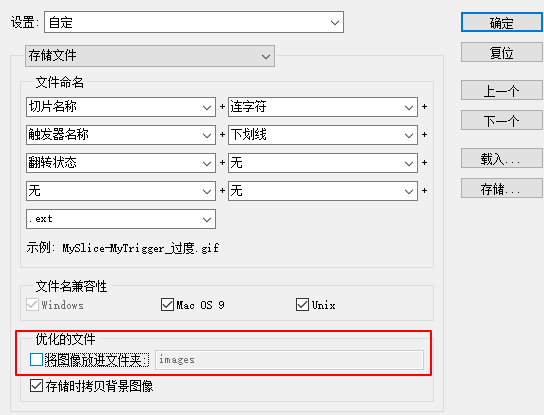 设置: 自定
确定
存储文件
复位
文件命名
上一个
切片名称 + 连字符 +
下一个
触发器名称 + 下划线 +
载入...
翻转状态 + 无 +
存储...
无 + 无 +
.ext
示例: MySlice-MyTrigger_过度.gif
文件名兼容性
Windows Mac OS 9 Unix
优化的文件
将图像放进文件夹: images
存储时拷贝背景图像